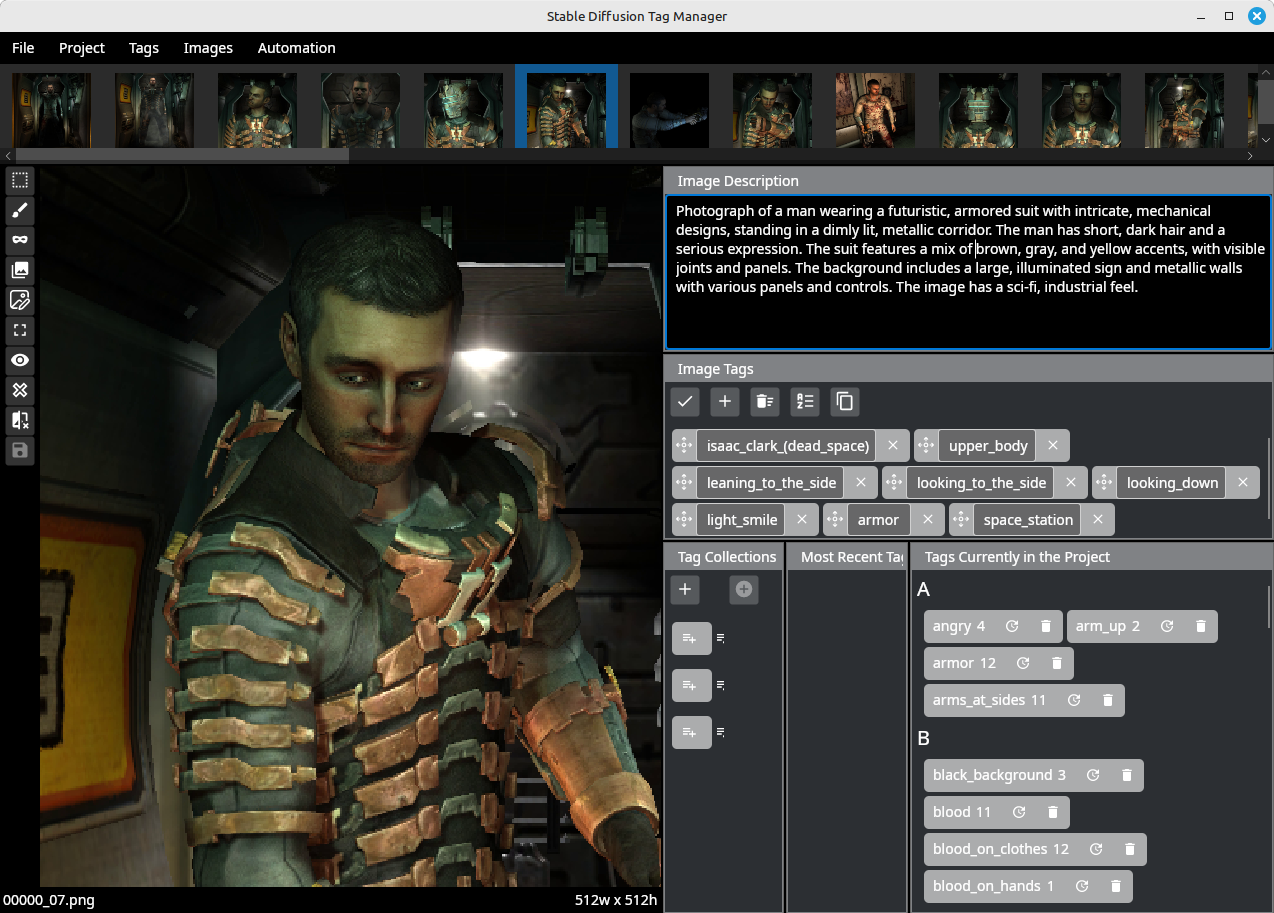 Stable Diffusion Tag Manager
File Project Tags Images Automation
Image Description
Photograph of a man wearing a futuristic, armored suit with intricate, mechanical
designs, standing in a dimly lit, metallic corridor. The man has short, dark hair and a
serious expression. The suit features a mix of brown, gray, and yellow accents, with visible
joints and panels. The background includes a large, illuminated sign and metallic walls
with various panels and controls. The image has a sci-fi, industrial feel.
Image Tags
isaac_clark_(dead_space) upper_body
leaning_to_the_side looking_to_the_side looking_down
light_smile armor space_station
Tag Collections
Most Recent Tag
Tags Currently in the Project
A
angry 4 arm_up 2
armor 12
arms_at_sides 11
B
black_background 3
blood 11
blood_on_clothes 12
blood_on_hands 1
00000_07.png
512w x 512h